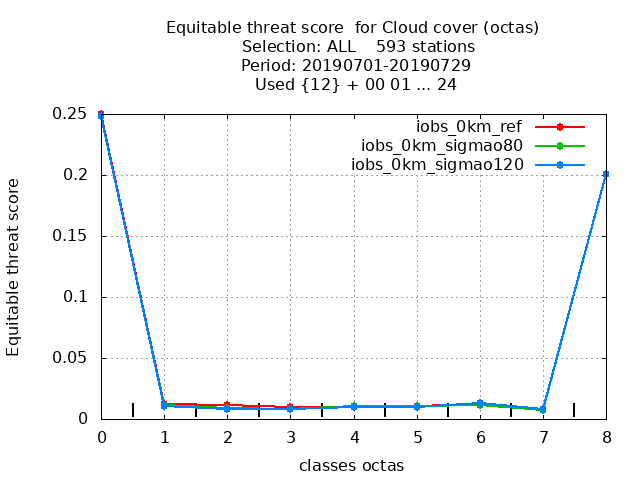 Equitable threat score  for Cloud cover (octas)
Selection: ALL    593 stations
Period: 20190701-20190729
Used {12} + 00 01 ... 24
iobs_0km_ref
iobs_0km_sigmao80
iobs_0km_sigmao120
Equitable threat score
0.25
0.2
0.15
0.1
0.05
0
0 1 2 3 4 5 6 7 8
classes octas